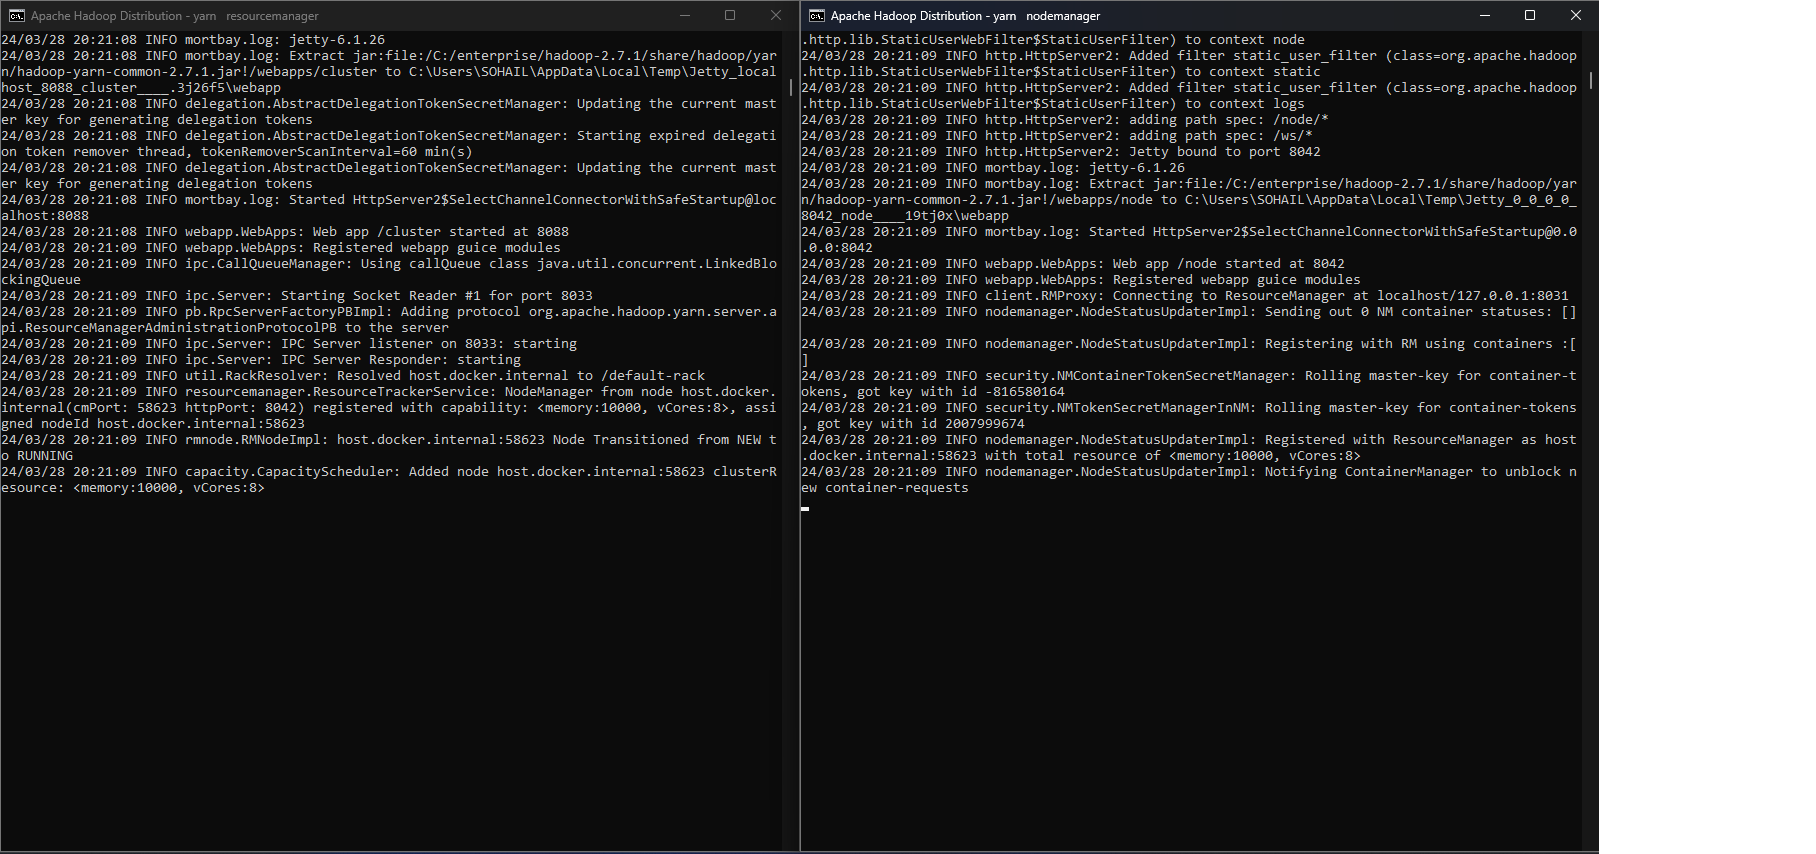 Apache Hadoop Distribution - yarn   resourcemanager
24/03/28 20:21:08 INFO mortbay.log: jetty-6.1.26
24/03/28 20:21:08 INFO mortbay.log: Extract jar:file:/C:/enterprise/hadoop-2.7.1/share/hadoop/yar
n/hadoop-yarn-common-2.7.1.jar!/webapps/cluster to C:\Users\SOHAIL\AppData\Local\Temp\Jetty_local
host_8088_cluster____.3j26f5\webapp
24/03/28 20:21:08 INFO delegation.AbstractDelegationTokenSecretManager: Updating the current mast
er key for generating delegation tokens
24/03/28 20:21:08 INFO delegation.AbstractDelegationTokenSecretManager: Starting expired delegati
on token remover thread, tokenRemoverScanInterval=60 min(s)
24/03/28 20:21:08 INFO delegation.AbstractDelegationTokenSecretManager: Updating the current mast
er key for generating delegation tokens
24/03/28 20:21:08 INFO mortbay.log: Started HttpServer2$SelectChannelConnectorWithSafeStartup@loc
alhost:8088
24/03/28 20:21:08 INFO webapp.WebApps: Web app /cluster started at 8088
24/03/28 20:21:09 INFO webapp.WebApps: Registered webapp guice modules
24/03/28 20:21:09 INFO ipc.CallQueueManager: Using callQueue class java.util.concurrent.LinkedBlo
ckingQueue
24/03/28 20:21:09 INFO ipc.Server: Starting Socket Reader #1 for port 8033
24/03/28 20:21:09 INFO pb.RpcServerFactoryPBImpl: Adding protocol org.apache.hadoop.yarn.server.a
pi.ResourceManagerAdministrationProtocolPB to the server
24/03/28 20:21:09 INFO ipc.Server: IPC Server listener on 8033: starting
24/03/28 20:21:09 INFO ipc.Server: IPC Server Responder: starting
24/03/28 20:21:09 INFO util.RackResolver: Resolved host.docker.internal to /default-rack
24/03/28 20:21:09 INFO resourcemanager.ResourceTrackerService: NodeManager from node host.docker.
internal(cmPort: 58623 httpPort: 8042) registered with capability: <memory:10000, vCores:8>, assi
gned nodeId host.docker.internal:58623
24/03/28 20:21:09 INFO rmnode.RMNodeImpl: host.docker.internal:58623 Node Transitioned from NEW t
o RUNNING
24/03/28 20:21:09 INFO capacity.CapacityScheduler: Added node host.docker.internal:58623 clusterR
esource: <memory:10000, vCores:8>
Apache Hadoop Distribution - yarn   nodemanager
.http.lib.StaticUserWebFilter$StaticUserFilter) to context node
24/03/28 20:21:09 INFO http.HttpServer2: Added filter static_user_filter (class=org.apache.hadoop
.http.lib.StaticUserWebFilter$StaticUserFilter) to context static
24/03/28 20:21:09 INFO http.HttpServer2: Added filter static_user_filter (class=org.apache.hadoop
.http.lib.StaticUserWebFilter$StaticUserFilter) to context logs
24/03/28 20:21:09 INFO http.HttpServer2: adding path spec: /node/*
24/03/28 20:21:09 INFO http.HttpServer2: adding path spec: /ws/*
24/03/28 20:21:09 INFO http.HttpServer2: Jetty bound to port 8042
24/03/28 20:21:09 INFO mortbay.log: jetty-6.1.26
24/03/28 20:21:09 INFO mortbay.log: Extract jar:file:/C:/enterprise/hadoop-2.7.1/share/hadoop/yar
n/hadoop-yarn-common-2.7.1.jar!/webapps/node to C:\Users\SOHAIL\AppData\Local\Temp\Jetty_0_0_0_0_
8042_node____19tj0x\webapp
24/03/28 20:21:09 INFO mortbay.log: Started HttpServer2$SelectChannelConnectorWithSafeStartup@0.0
.0.0:8042
24/03/28 20:21:09 INFO webapp.WebApps: Web app /node started at 8042
24/03/28 20:21:09 INFO webapp.WebApps: Registered webapp guice modules
24/03/28 20:21:09 INFO client.RMProxy: Connecting to ResourceManager at localhost/127.0.0.1:8031
24/03/28 20:21:09 INFO nodemanager.NodeStatusUpdaterImpl: Sending out 0 NM container statuses: []
24/03/28 20:21:09 INFO nodemanager.NodeStatusUpdaterImpl: Registering with RM using containers :[
]
24/03/28 20:21:09 INFO security.NMContainerTokenSecretManager: Rolling master-key for container-t
okens, got key with id -816580164
24/03/28 20:21:09 INFO security.NMTokenSecretManagerInNM: Rolling master-key for container-tokens
, got key with id 2007999674
24/03/28 20:21:09 INFO nodemanager.NodeStatusUpdaterImpl: Registered with ResourceManager as host
.docker.internal:58623 with total resource of <memory:10000, vCores:8>
24/03/28 20:21:09 INFO nodemanager.NodeStatusUpdaterImpl: Notifying ContainerManager to unblock n
ew container-requests